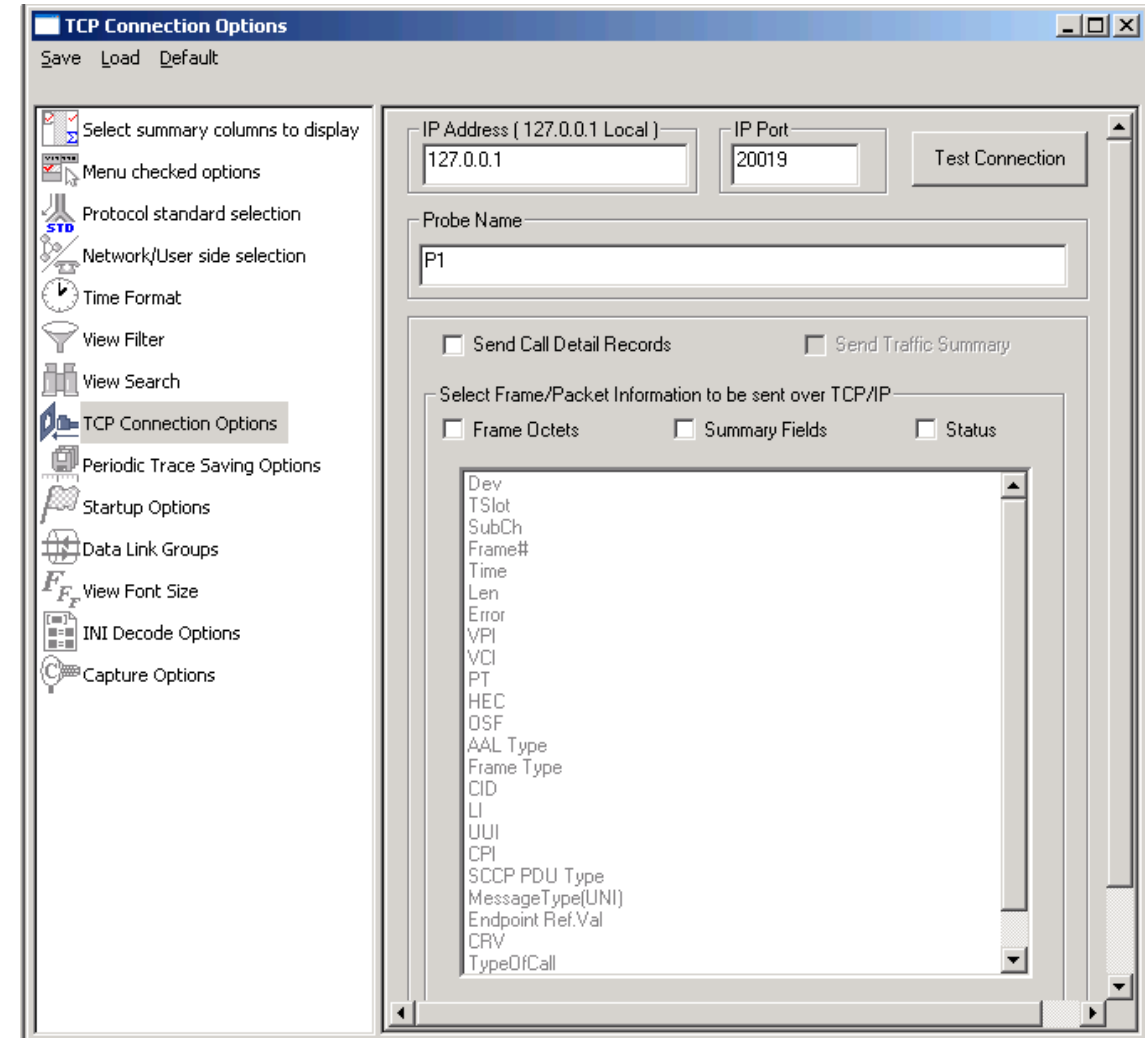 TCP Connection Options
Save Load Default
Select summary columns to display
Menu checked options
STD
Protocol standard selection
Network/User side selection
Time Format
View Filter
View Search
TCP Connection Options
Periodic Trace Saving Options
Startup Options
Data Link Groups
View Font Size
INI Decode Options
Capture Options
IP Address ( 127.0.0.1 Local )
127.0.0.1
IP Port
20019
Test Connection
Probe Name
P1
Send Call Detail Records
Send Traffic Summary
Select Frame/Packet Information to be sent over TCP/IP
Frame Octets
Summary Fields
Status
Dev
TSlot
SubCh
Frame#
Time
Len
Error
VPI
VCI
PT
HEC
OSF
AAL Type
Frame Type
CID
LI
UUI
CPI
SCCP PDU Type
MessageType(UNI)
Endpoint Ref.Val
CRV
TypeOfCall